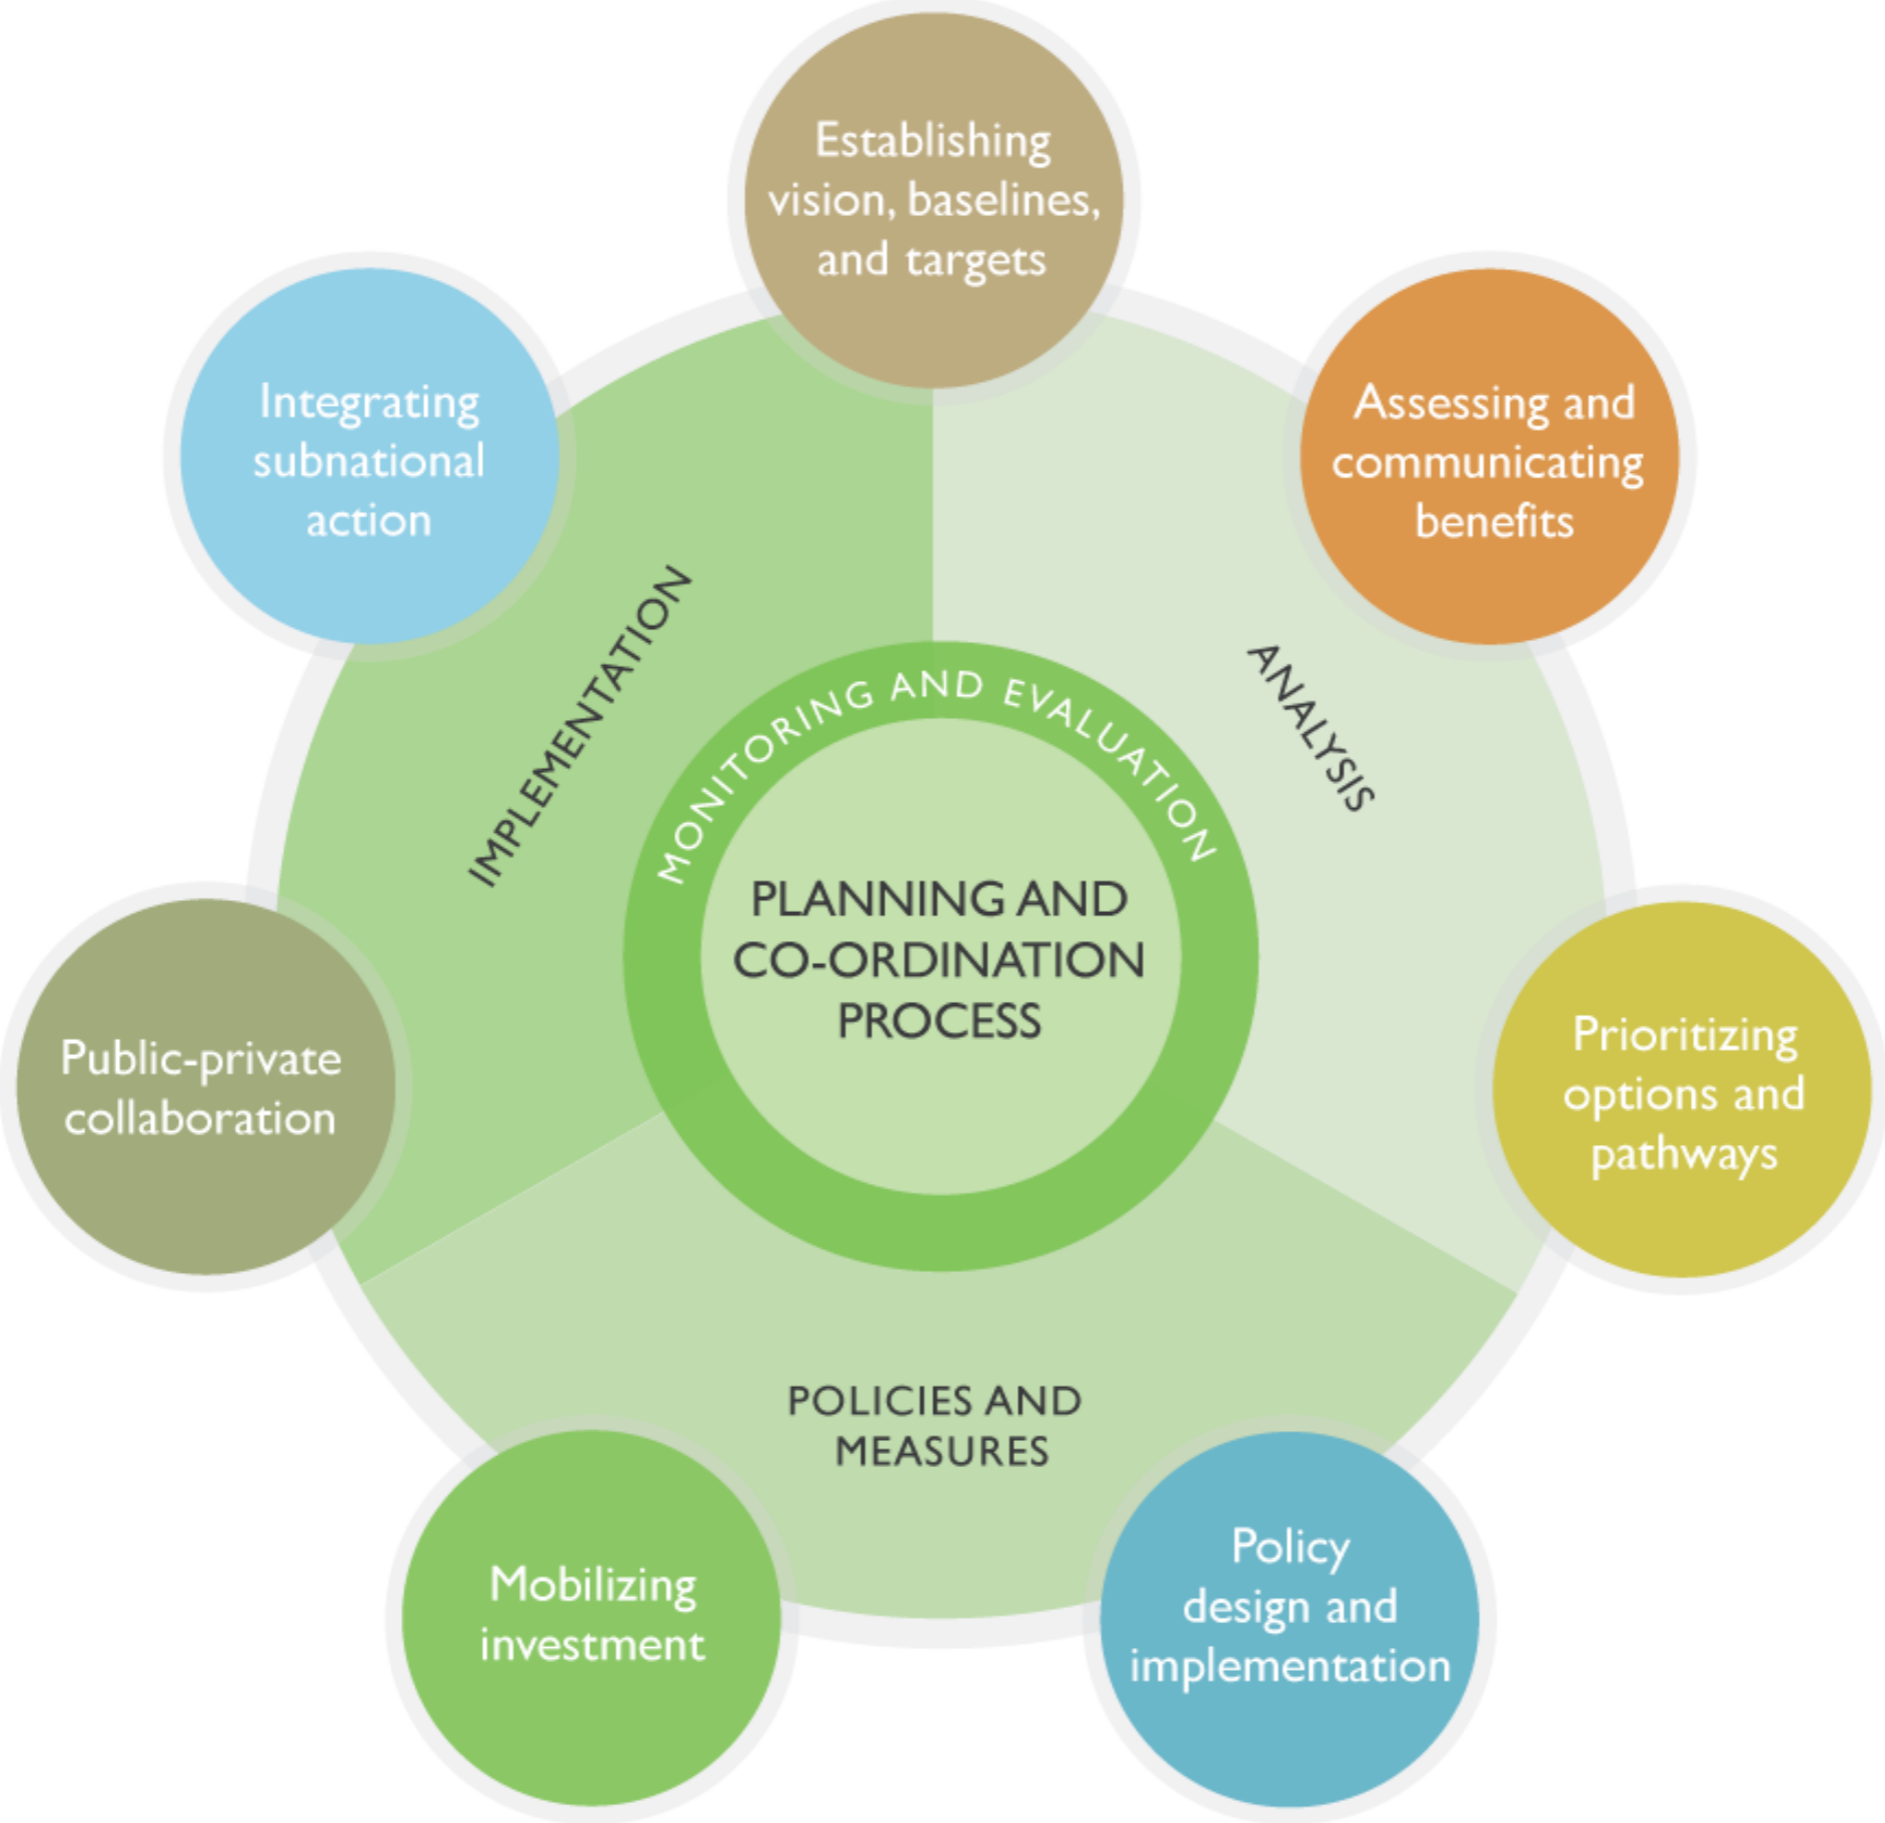 Establishing
vision, baselines,
and targets
Assessing and
communicating
benefits
Prioritizing
options and
pathways
Policy
design and
implementation
Mobilizing
investment
Public-private
collaboration
Integrating
subnational
action
IMPLEMENTATION
ANALYSIS
POLICIES AND
MEASURES
MONITORING AND EVALUATION
PLANNING AND
CO-ORDINATION
PROCESS